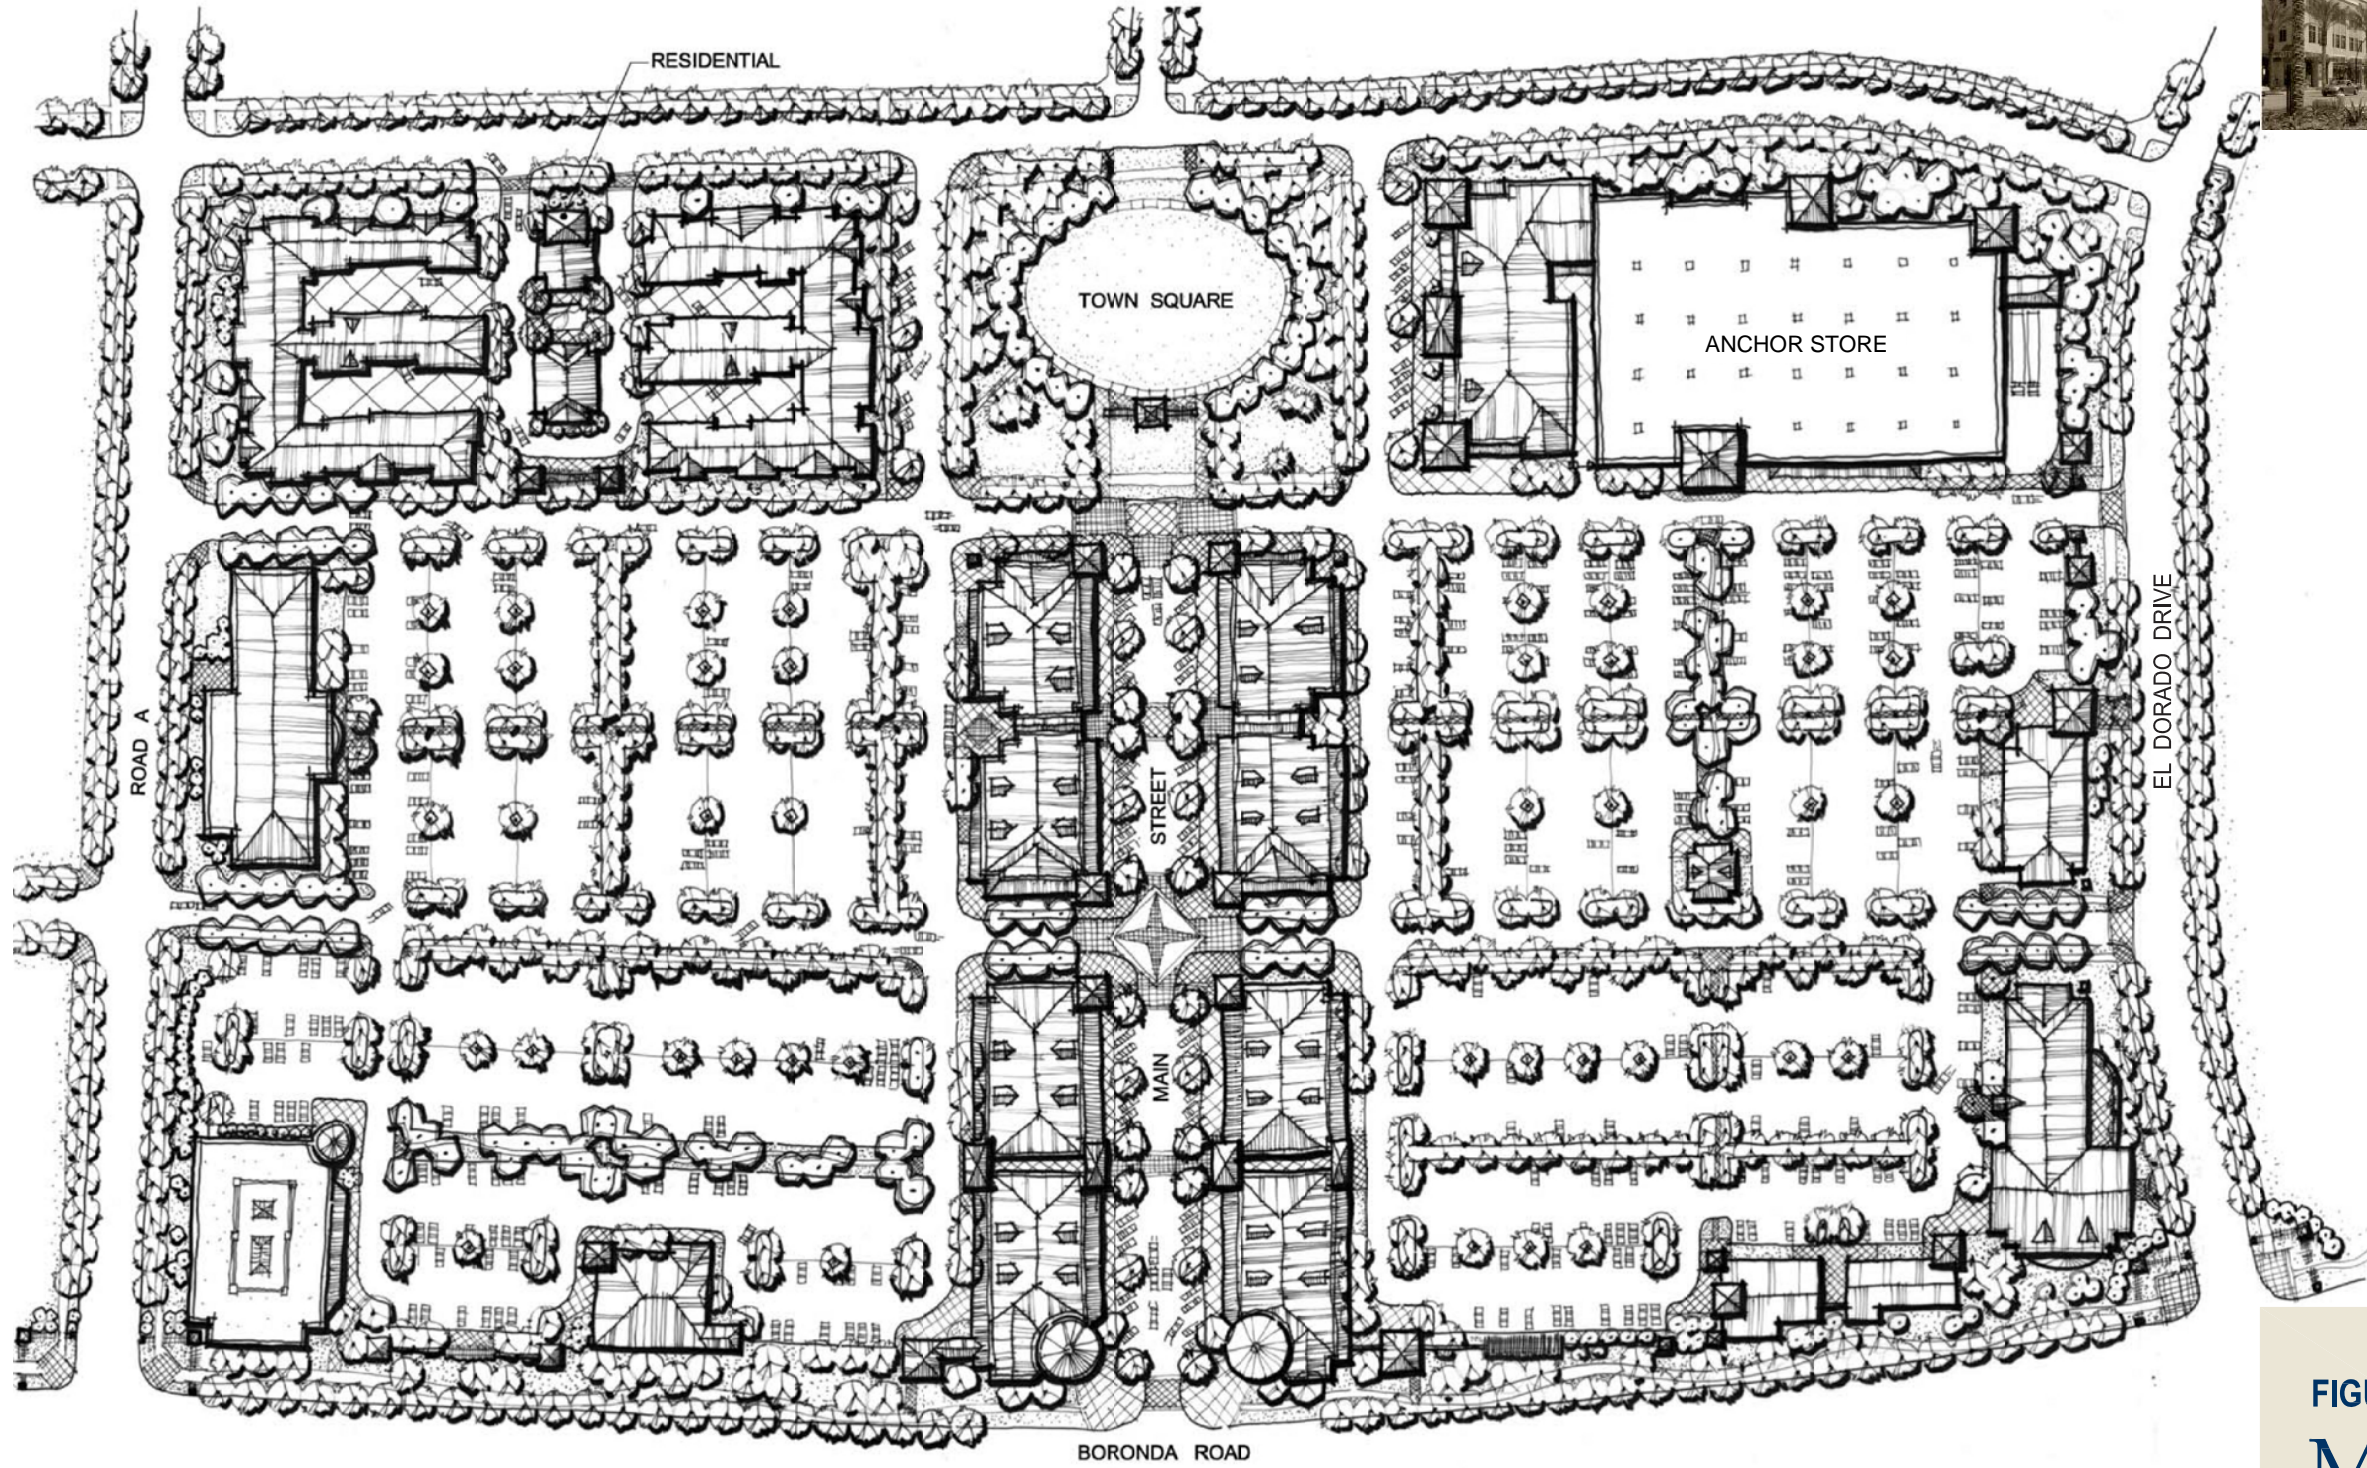 RESIDENTIAL
TOWN SQUARE
ANCHOR STORE
ROAD A
STREET
EL DORADO DRIVE
MAIN
BORONDA ROAD